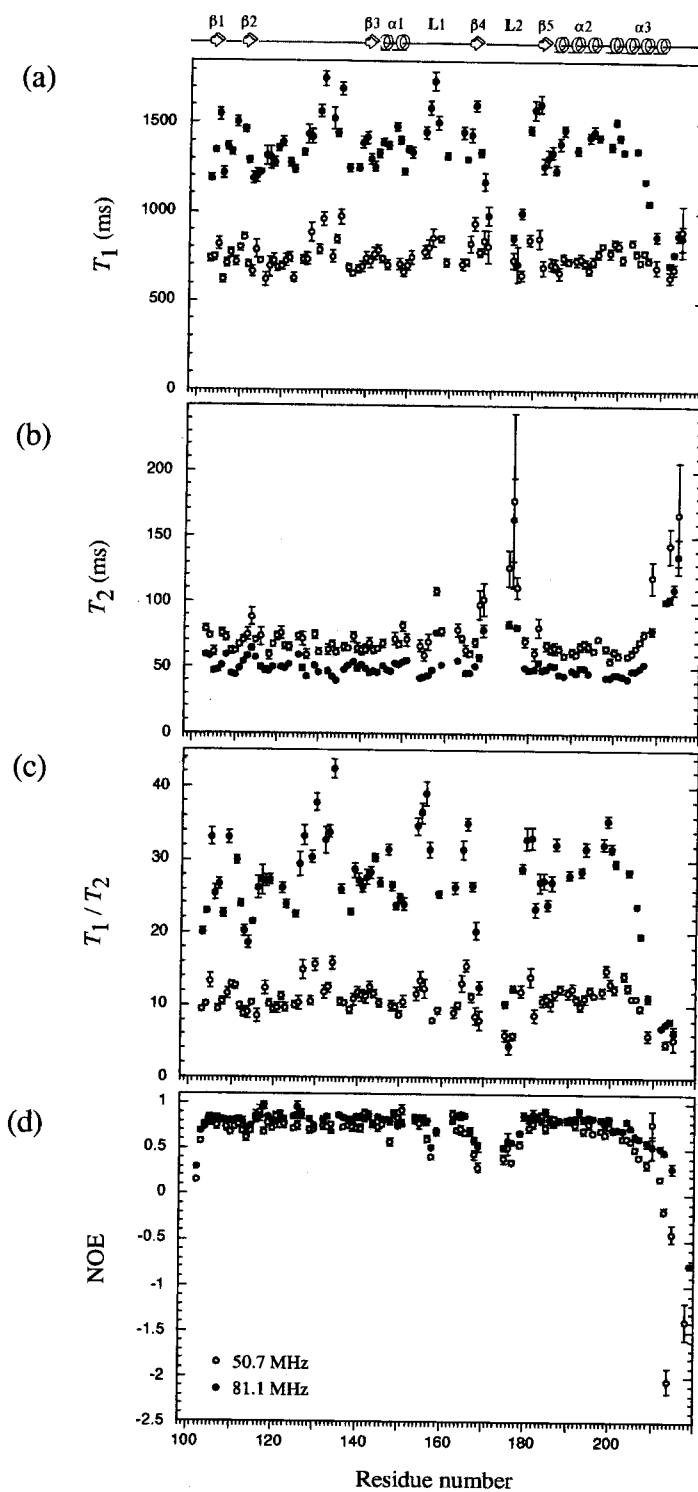 β1 β2 β3 α1 L1 β4 L2 β5 α2 α3
(a)
1500
1000
500
0
T1 (ms)
(b)
200
150
100
50
0
T2 (ms)
(c)
40
30
20
10
0
T1 / T2
(d)
1
0.5
0
-0.5
-1
-1.5
-2
-2.5
NOE
50.7 MHz
81.1 MHz
100 120 140 160 180 200
Residue number